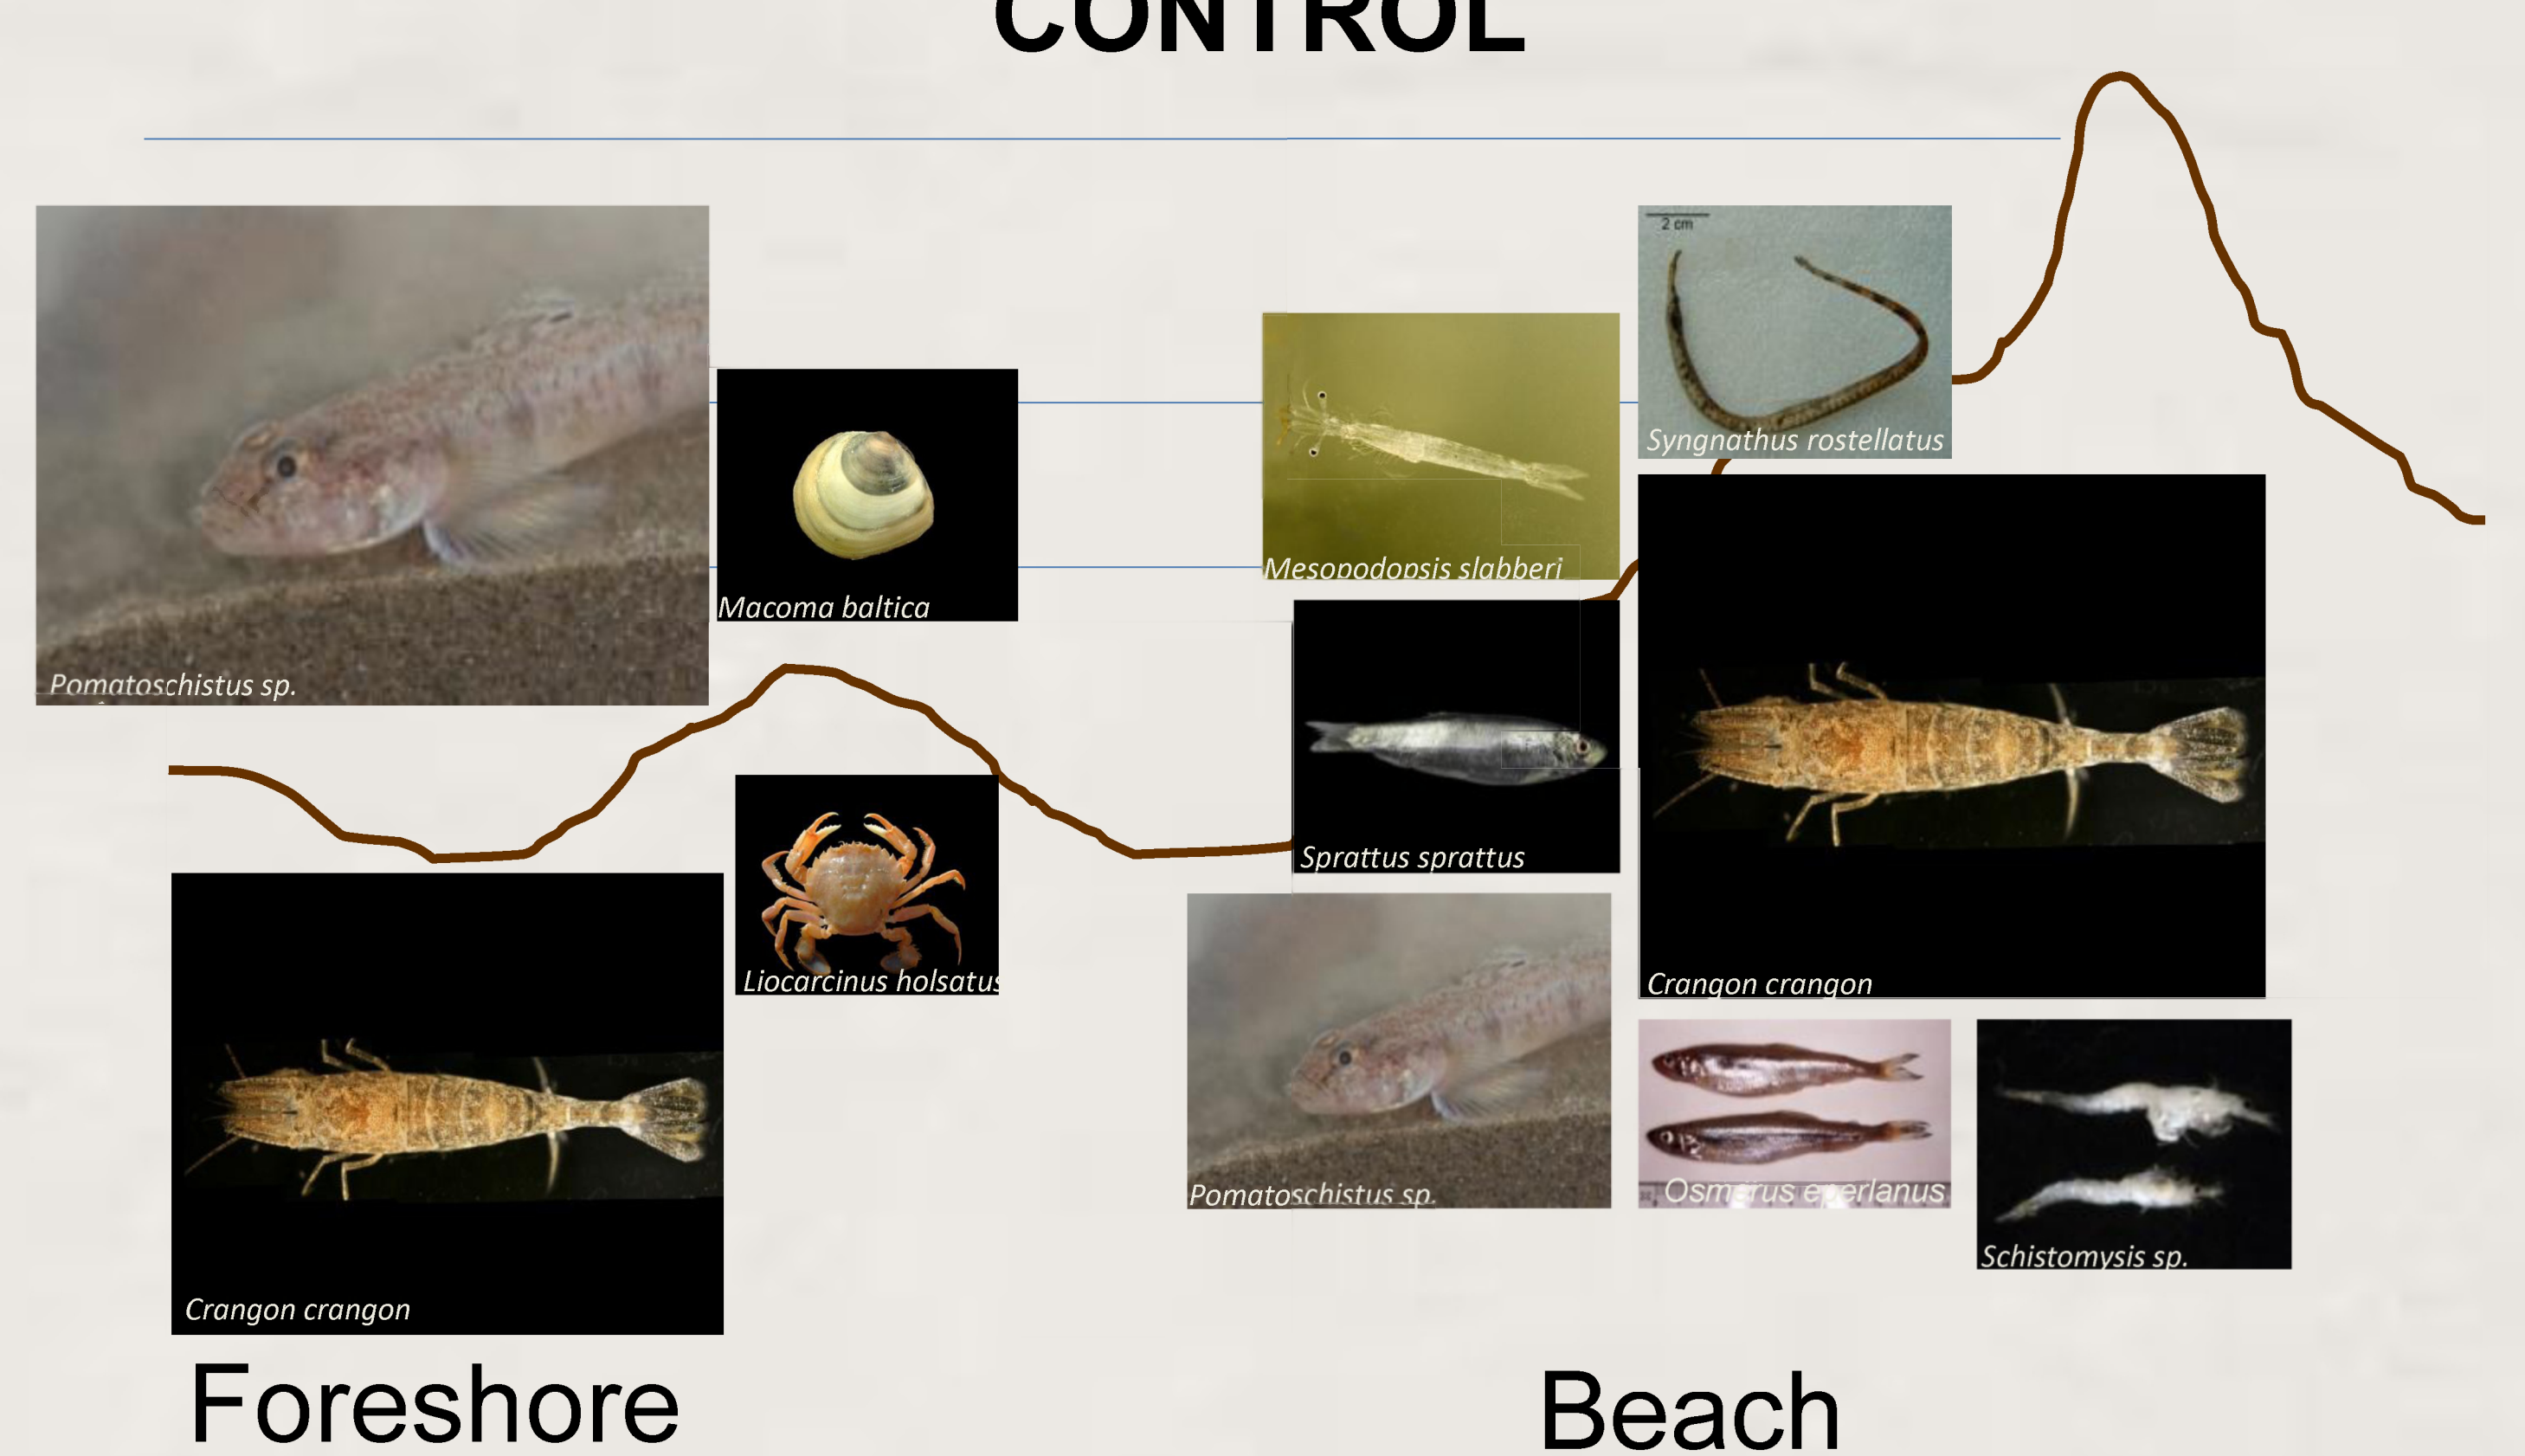 CONTROL
2 cm
Syngnathus rostellatus
Mesopodopsis slabberi
Macoma baltica
Pomatoschistus sp.
Sprattus sprattus
Liocarcinus holsatus
Crangon crangon
Pomatoschistus sp.
Osmerus eperlanus
Schistomysis sp.
Crangon crangon
Foreshore
Beach